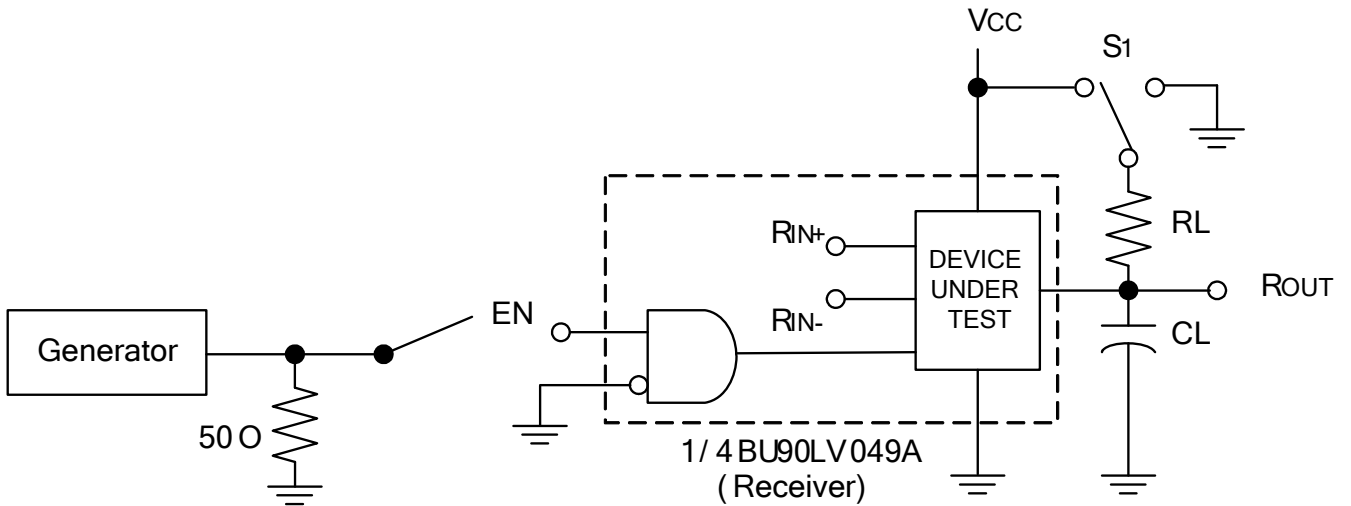 VCC
S1
RIN+
RL
DEVICE
UNDER
TEST
ROUT
EN
RIN-
CL
Generator
50 O
1/4 BU90LV049A
(Receiver)